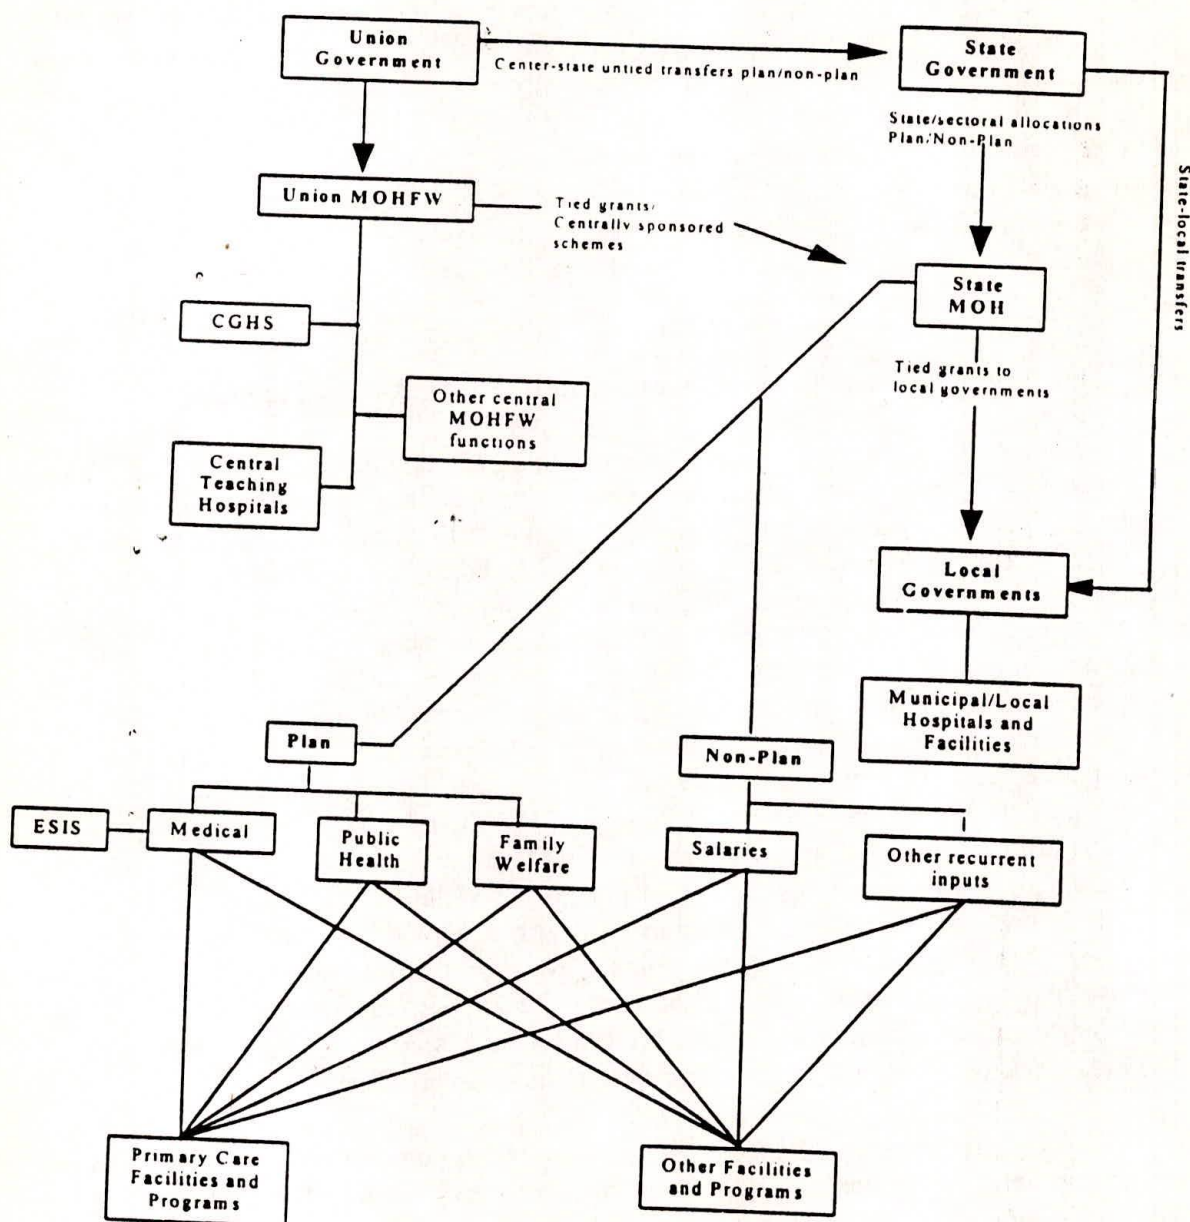 Union
Government
Center-state untied transfers plan/non-plan
State
Government
State/sectoral allocations
Plan/Non-Plan
State-local transfers
Union MOHFW
Tied grants/
Centrally sponsored
schemes
State
MOH
CGHS
Tied grants to
local governments
Other central
MOHFW
functions
Central
Teaching
Hospitals
Local
Governments
Municipal/Local
Hospitals and
Facilities
Plan
Non-Plan
ESIS
Medical
Public
Health
Family
Welfare
Salaries
Other recurrent
inputs
Primary Care
Facilities and
Programs
Other Facilities
and Programs